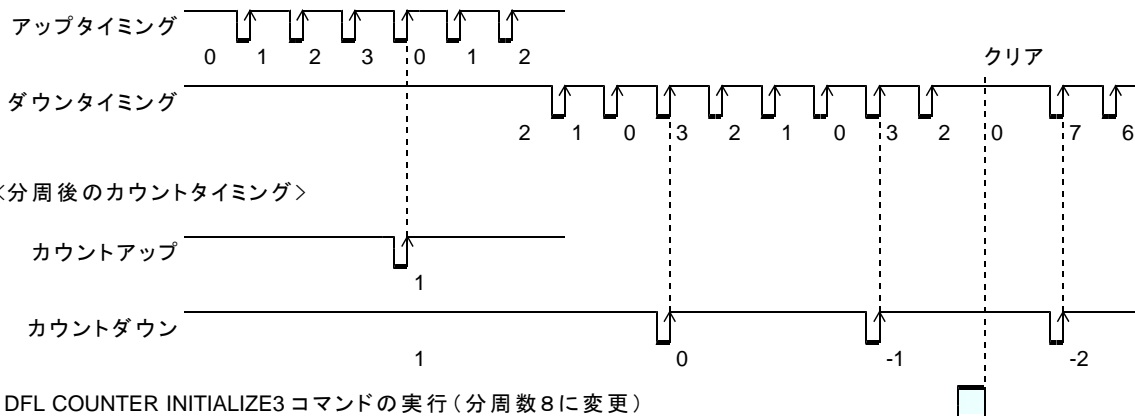 アップタイミング
0 1 2 3 0 1 2
クリア
ダウンタイミング
2 1 0 3 2 1 0 3 2 0 7 6
<分周後のカウントタイミング>
カウントアップ
1
カウントダウン
1 0 -1 -2
DFL COUNTER INITIALIZE3 コマンドの実行(分周数8に変更)